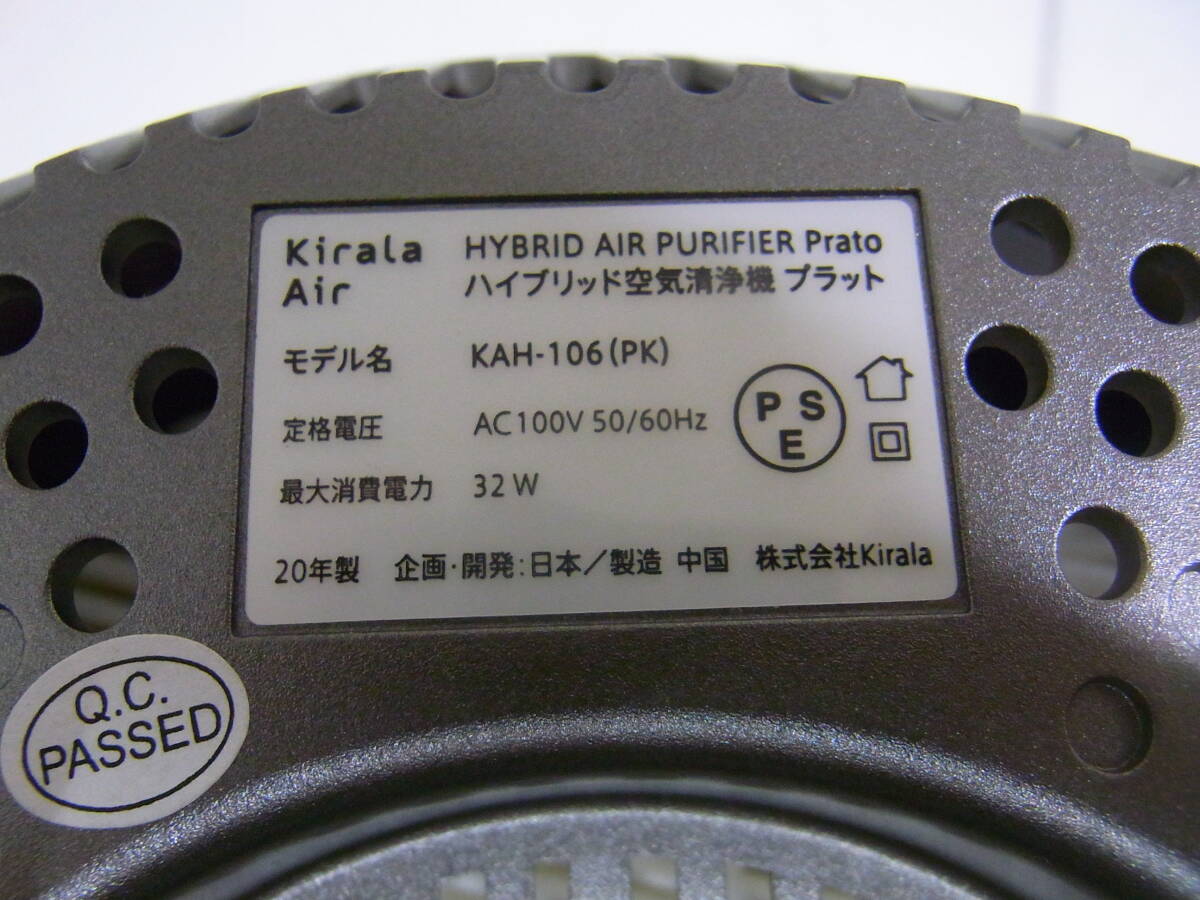 Kirala
Air
HYBRID AIR PURIFIER Prato
ハイブリッド空気清浄機 プラット
モデル名 KAH-106(PK)
定格電圧 AC100V 50/60Hz
最大消費電力 32 W
P S
E
20年製 企画・開発:日本/製造 中国 株式会社Kirala
Q.C.
PASSED